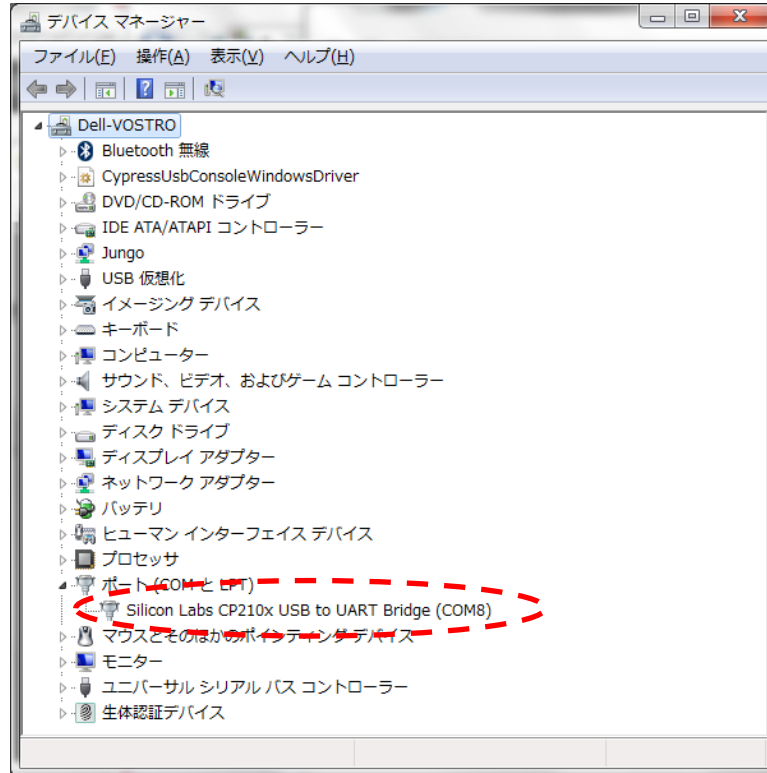 デバイス マネージャー
ファイル(F) 操作(A) 表示(V) ヘルプ(H)
Dell-VOSTRO
Bluetooth 無線
CypressUsbConsoleWindowsDriver
DVD/CD-ROM ドライブ
IDE ATA/ATAPI コントローラー
Jungo
USB 仮想化
イメージング デバイス
キーボード
コンピューター
サウンド、ビデオ、およびゲーム コントローラー
システム デバイス
ディスク ドライブ
ディスプレイ アダプター
ネットワーク アダプター
バッテリ
ヒューマン インターフェイス デバイス
プロセッサ
ポート (COM と LPT)
Silicon Labs CP210x USB to UART Bridge (COM8)
マウスとそのほかのポインティング デバイス
モニター
ユニバーサル シリアル バス コントローラー
生体認証デバイス